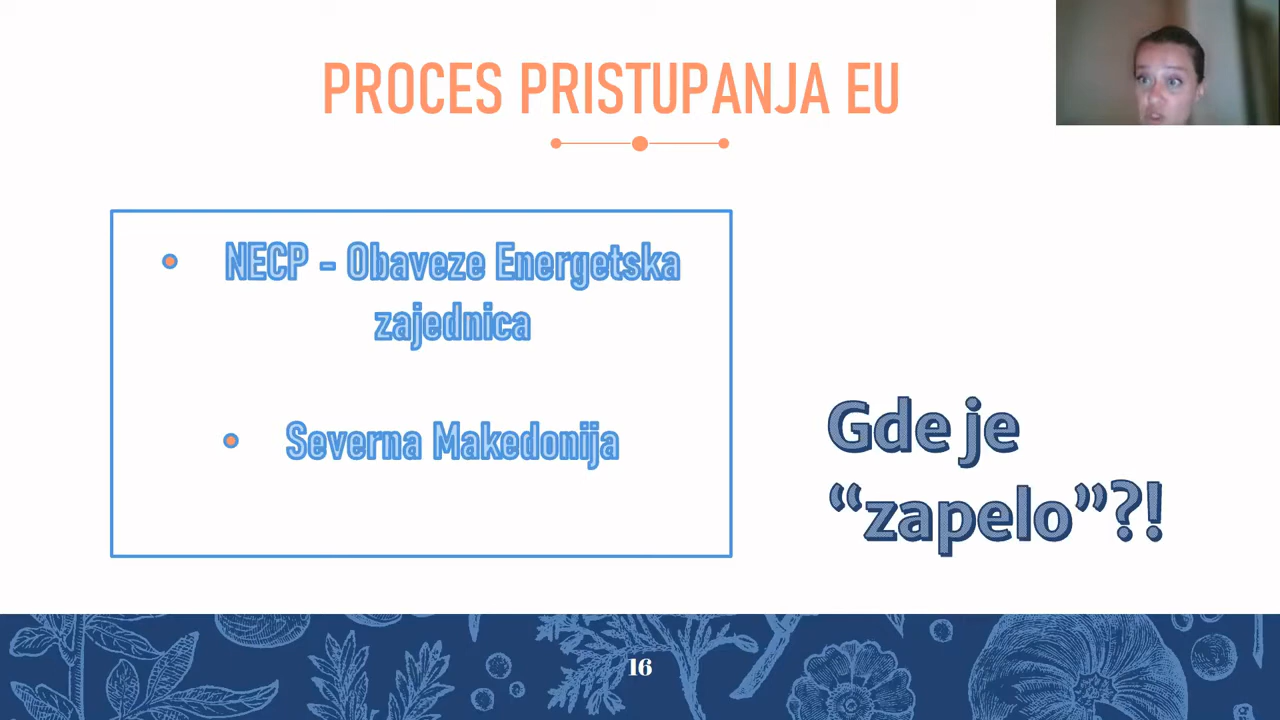 PROCES PRISTUPANJA EU
NECP - Obaveze Energetska
zajednica
Severna Makedonija
Gde je
“zapelo”?!
16